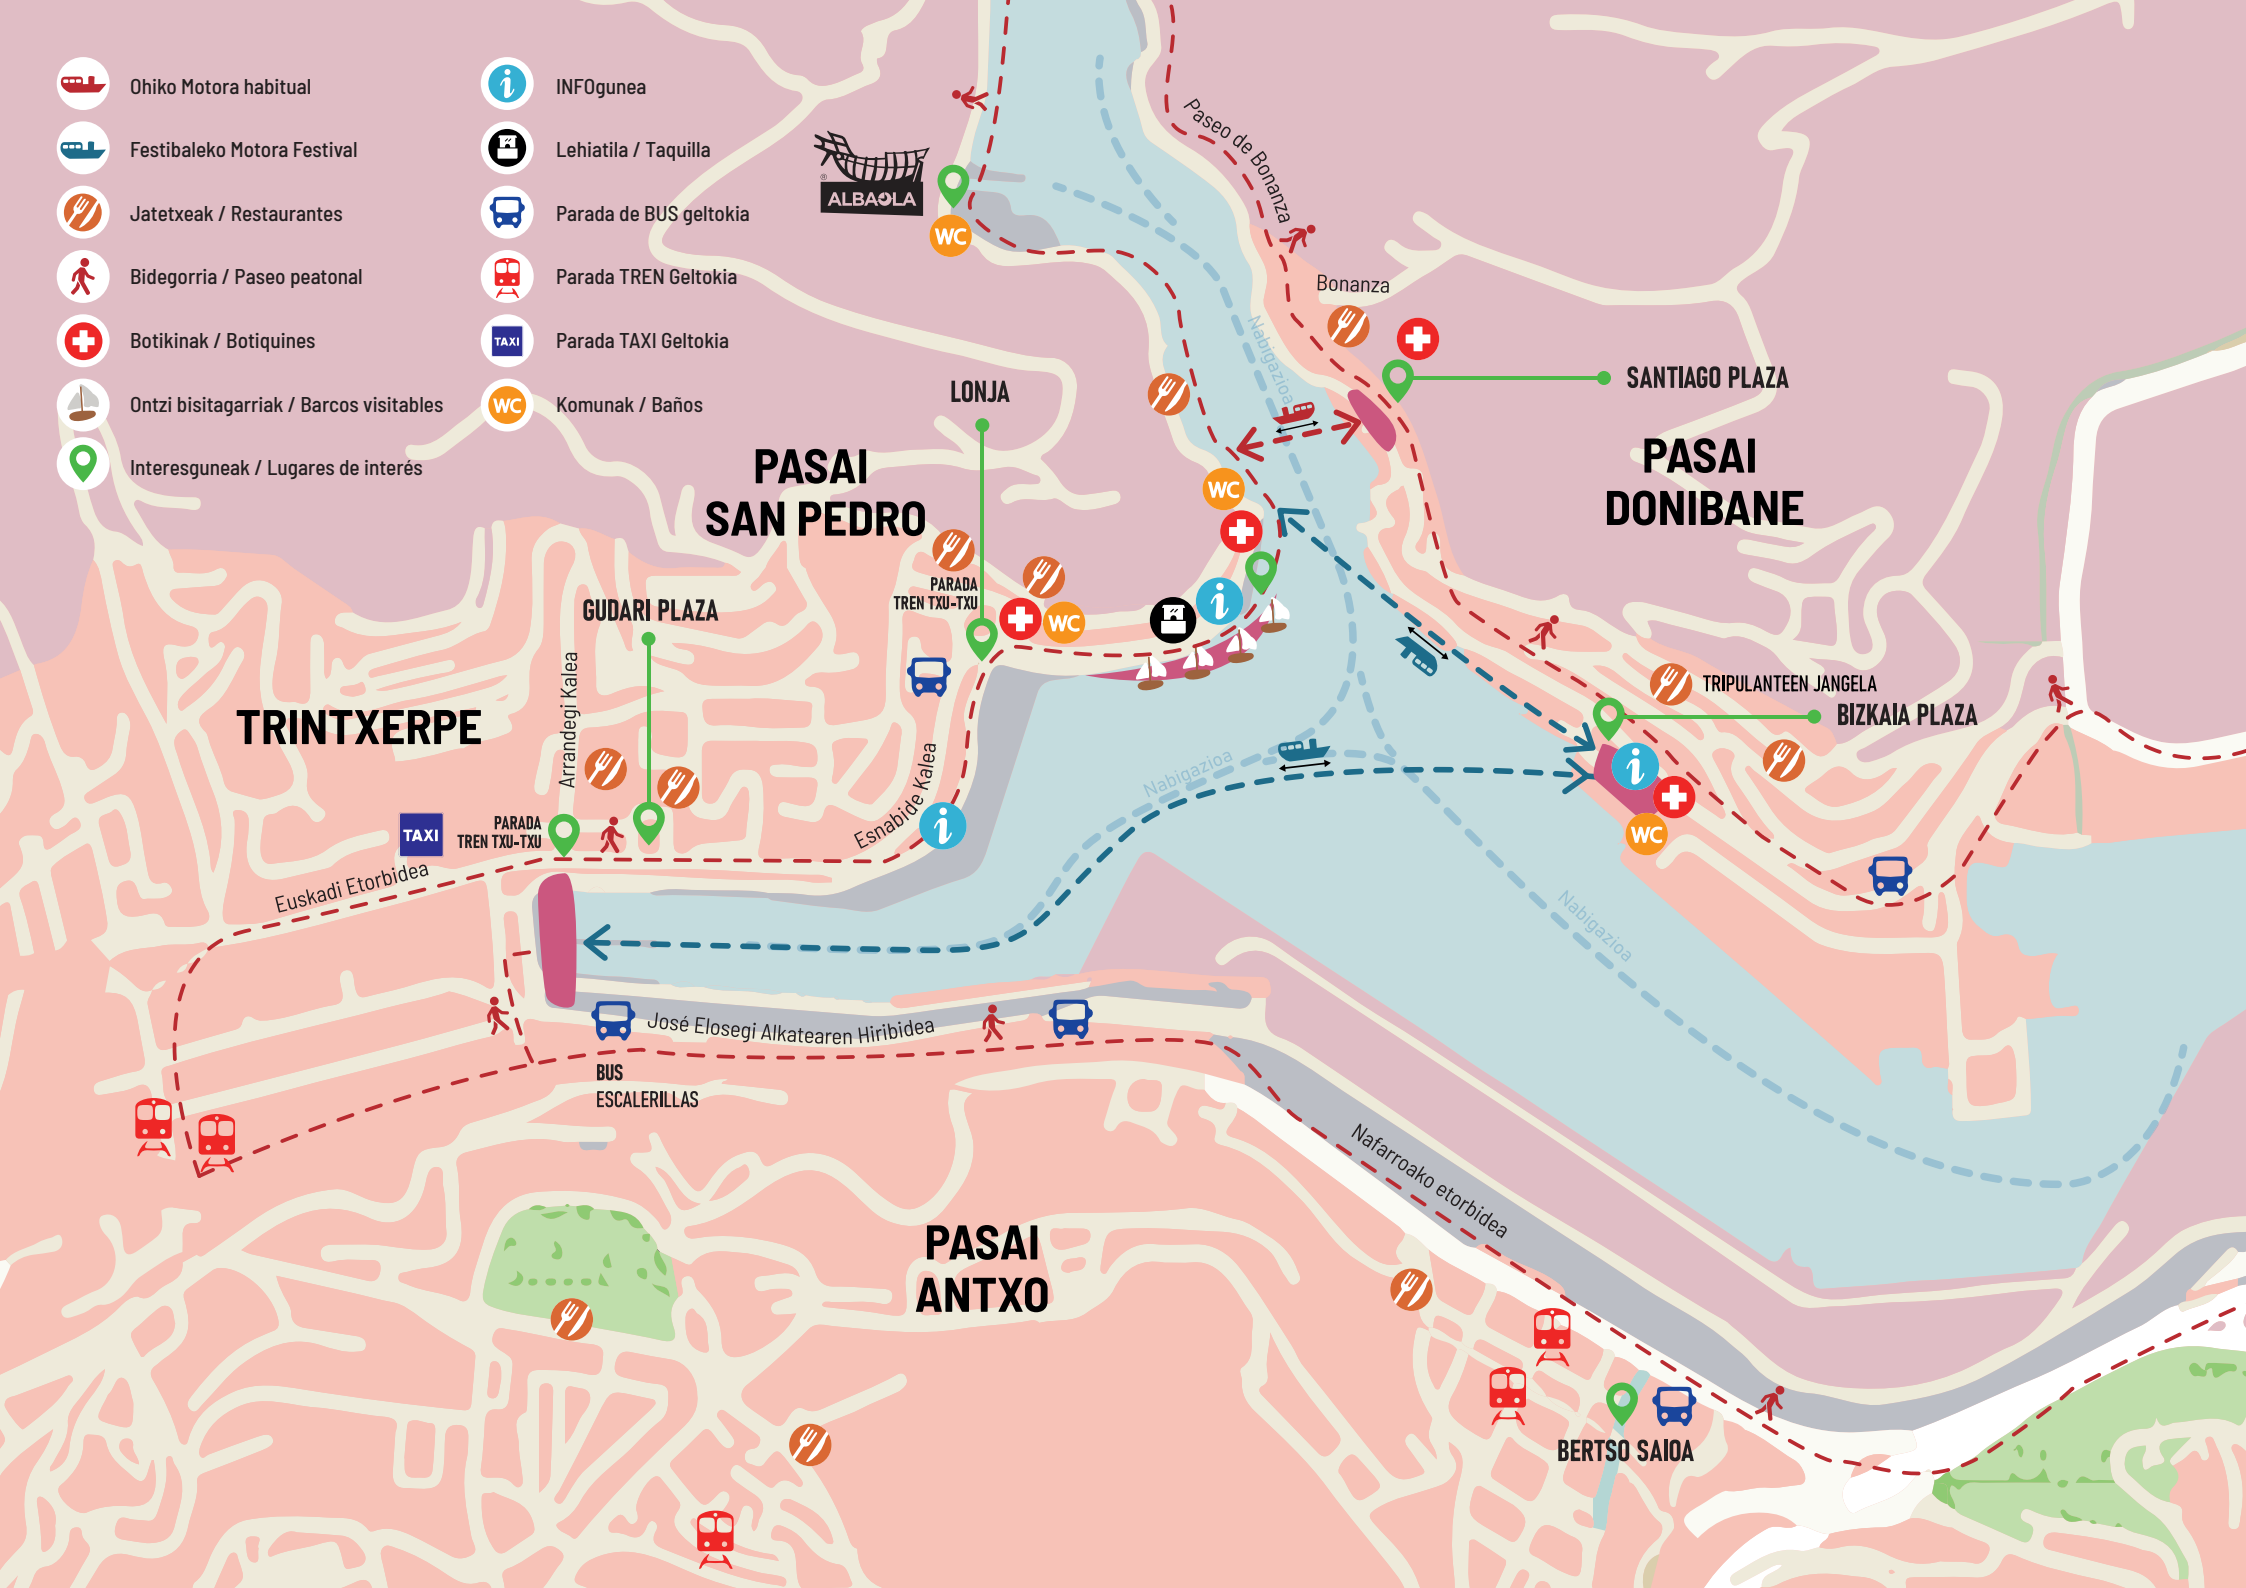 Ohiko Motora habitual
Festibaleko Motora Festival
Jatetxeak / Restaurantes
Bidegorria / Paseo peatonal
Botikinak / Botiquines
Ontzi bisitagarriak / Barcos visitables
Interesguneak / Lugares de interés
i
INFOgunea
Lehiatila / Taquilla
Parada de BUS geltokia
Parada TREN Geltokia
TAXI
Parada TAXI Geltokia
WC
Komunak / Baños
®
ALBAOLA
WC
Paseo de Bonanza
Bonanza
Nabigazioa
SANTIAGO PLAZA
LONJA
PASAI
SAN PEDRO
PASAI
DONIBANE
WC
PARADA
TREN TXU-TXU
WC
i
GUDARI PLAZA
TRINTXERPE
Arrandegi Kalea
TRIPULANTEEN JANGELA
BIZKAIA PLAZA
i
WC
Nabigazioa
Esnabide Kalea
i
TAXI
PARADA
TREN TXU-TXU
Euskadi Etorbidea
Nabigazioa
José Elosegi Alkatearen Hiribidea
BUS
ESCALERILLAS
Nafarroako etorbidea
PASAI
ANTXO
BERTSO SAIOA